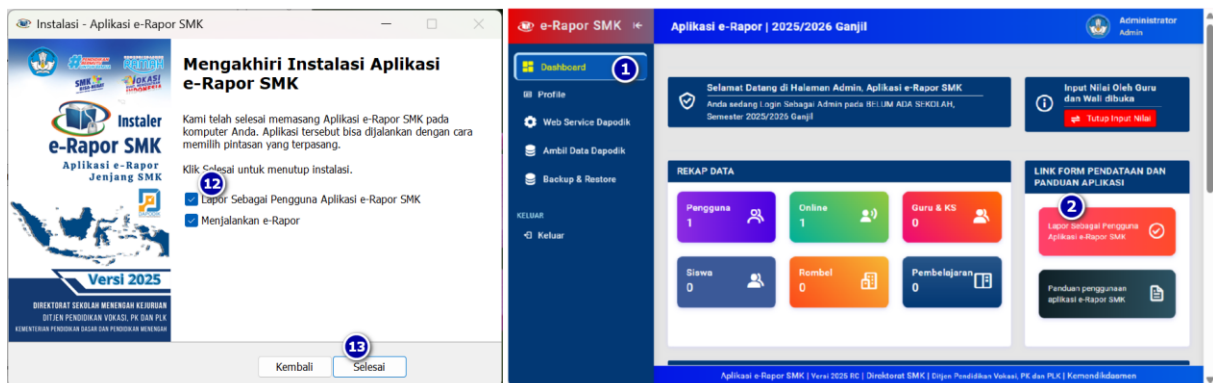 Instalasi - Aplikasi e-Rapor SMK
Instaler
e-Rapor SMK
Aplikasi e-Rapor
Jenjang SMK
Versi 2025
DIREKTORAT SEKOLAH MENENGAH KEJURUAN
DITJEN PENDIDIKAN VOKASI, PK DAN PLK
KEMENTERIAN PENDIDIKAN DASAR DAN PENDIDIKAN MENENGAH
Mengakhiri Instalasi Aplikasi
e-Rapor SMK
Kami telah selesai memasang Aplikasi e-Rapor SMK pada
komputer Anda. Aplikasi tersebut bisa dijalankan dengan cara
memilih pintasan yang terpasang.
Klik Selesai untuk menutup instalasi.
12
Lapor Sebagai Pengguna Aplikasi e-Rapor SMK
Menjalankan e-Rapor
13
Kembali
Selesai
e-Rapor SMK
Dashboard
1
Profile
Web Service Dapodik
Ambil Data Dapodik
Backup & Restore
KELUAR
Keluar
Aplikasi e-Rapor | 2025/2026 Ganjil
Administrator
Admin
Selamat Datang di Halaman Admin, Aplikasi e-Rapor SMK
Anda sedang Login Sebagai Admin pada BELUM ADA SEKOLAH,
Semester 2025/2026 Ganjil
Input Nilai Oleh Guru
dan Wali dibuka
Tutup Input Nilai
REKAP DATA
Pengguna
1
Online
1
Guru & KS
0
Siswa
0
Rombel
0
Pembelajaran
0
LINK FORM PENDATAAN DAN
PANDUAN APLIKASI
2
Lapor Sebagai Pengguna
Aplikasi e-Rapor SMK
Panduan penggunaan
aplikasi e-Rapor SMK
Aplikasi e-Rapor SMK | Versi 2025 RC | Direktorat SMK | Ditjen Pendidikan Vokasi, PK dan PLK | Kemendikdasmen